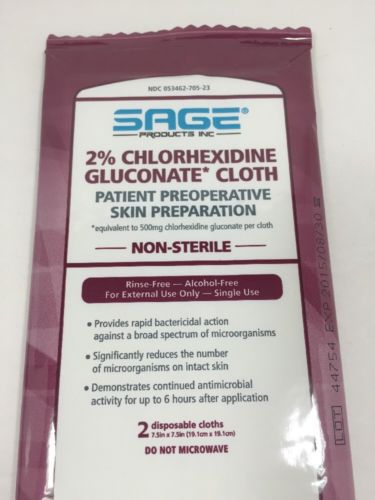 NDC 053462-705-23
SAGE®
PRODUCTS INC
2% CHLORHEXIDINE
GLUCONATE* CLOTH
PATIENT PREOPERATIVE
SKIN PREPARATION
*equivalent to 500mg chlorhexidine gluconate per cloth
NON-STERILE
Rinse-Free — Alcohol-Free
For External Use Only — Single Use
• Provides rapid bactericidal action
against a broad spectrum of microorganisms
• Significantly reduces the number
of microorganisms on intact skin
• Demonstrates continued antimicrobial
activity for up to 6 hours after application
2 disposable cloths
7.5in x 7.5in (19.1cm x 19.1cm)
DO NOT MICROWAVE
LOT 44754 EXP 2015/08/30